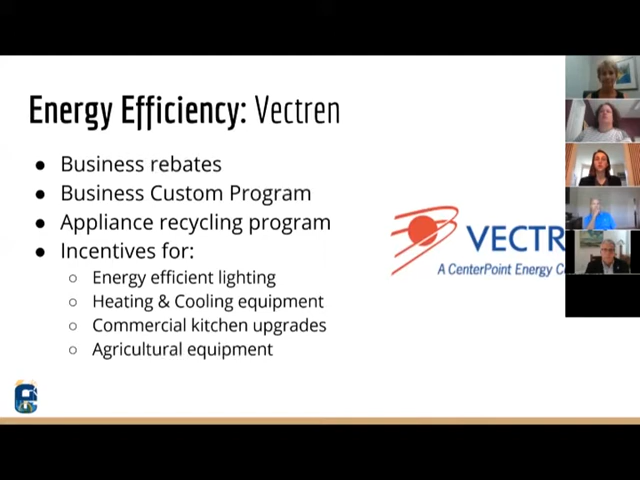 Energy Efficiency: Vectren
● Business rebates
● Business Custom Program
● Appliance recycling program
● Incentives for:
○ Energy efficient lighting
○ Heating & Cooling equipment
○ Commercial kitchen upgrades
○ Agricultural equipment
VECTR
A CenterPoint Energy C